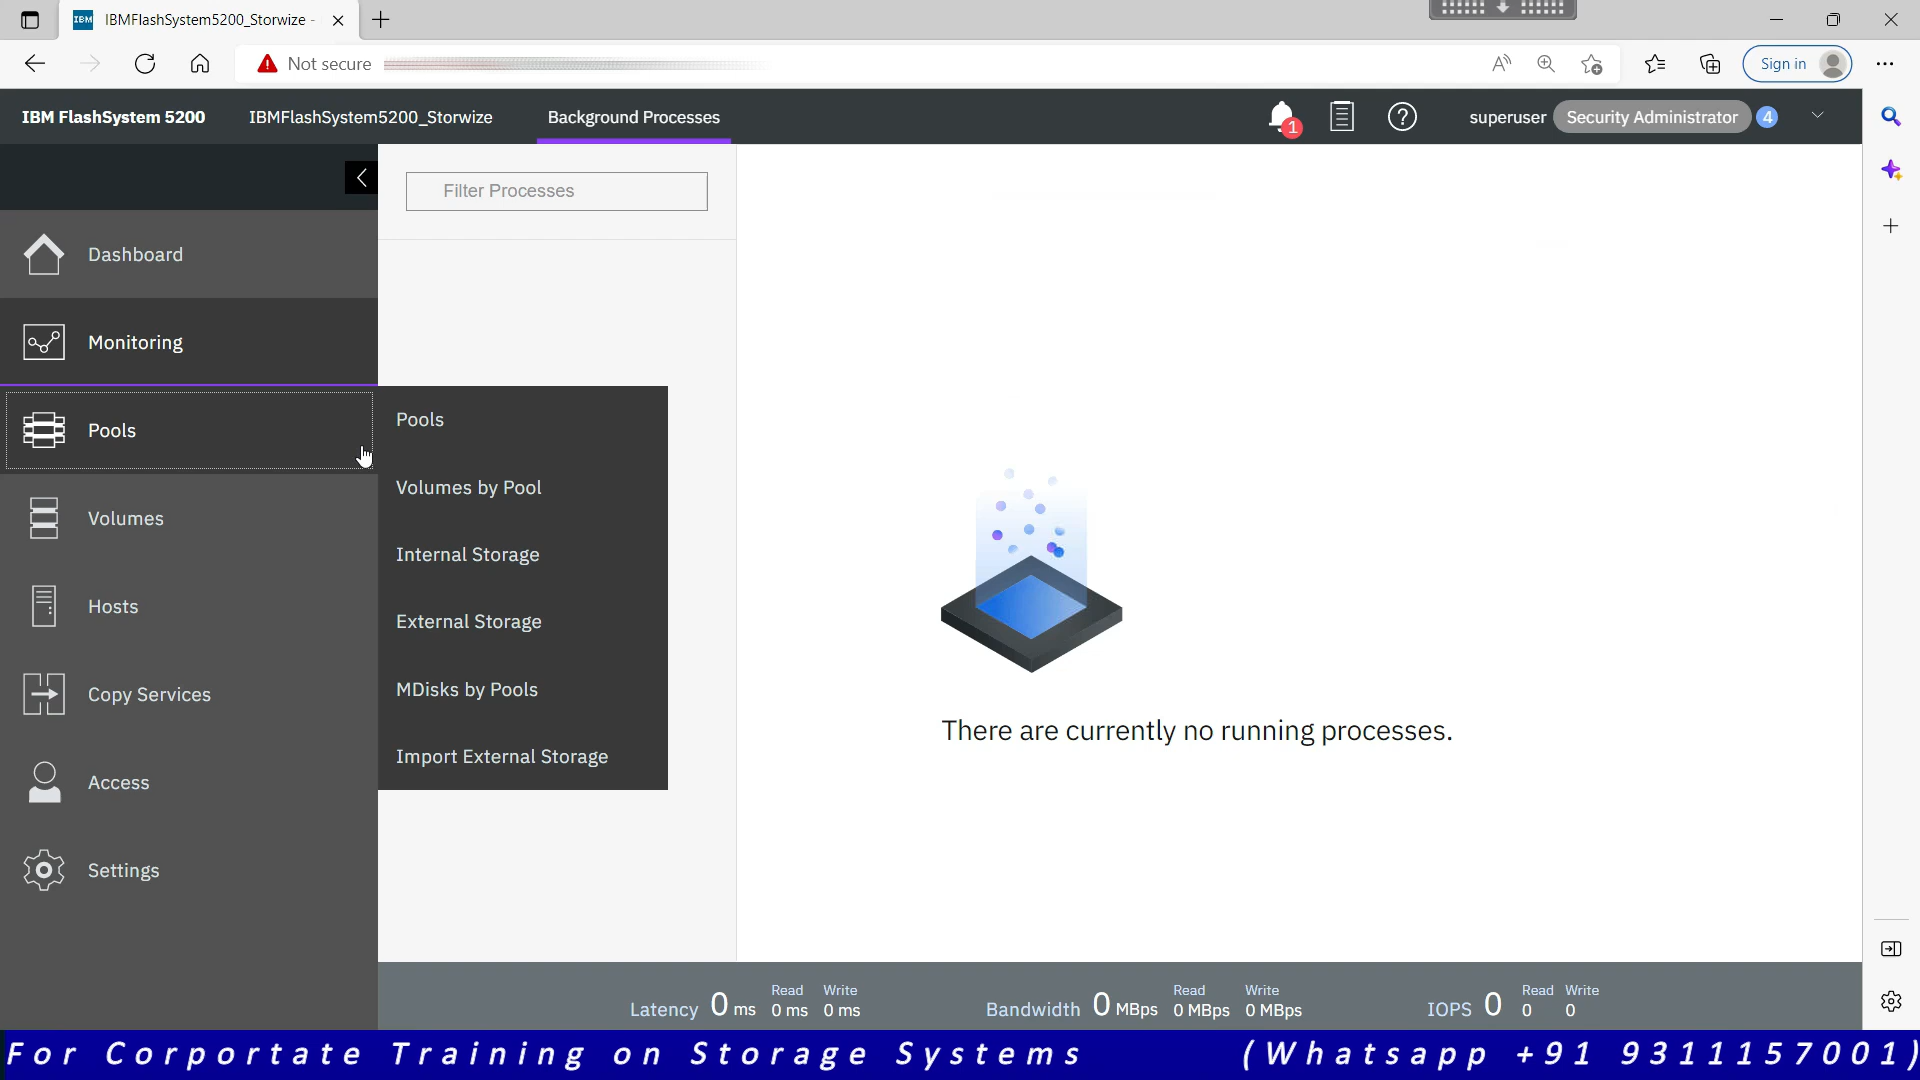 IBM IBMFlashSystem5200_Storwize -
Not secure
Sign in
IBM FlashSystem 5200 IBMFlashSystem5200_Storwize Background Processes 1 superuser Security Administrator 4
Filter Processes
Dashboard
Monitoring
Pools
Volumes
Hosts
Copy Services
Access
Settings
Pools
Volumes by Pool
Internal Storage
External Storage
MDisks by Pools
Import External Storage
There are currently no running processes.
Latency 0 ms Read 0 ms Write 0 ms
Bandwidth 0 MBps Read 0 MBps Write 0 MBps
IOPS 0 Read 0 Write 0
For Corportate Training on Storage Systems (Whatsapp +91 9311157001)